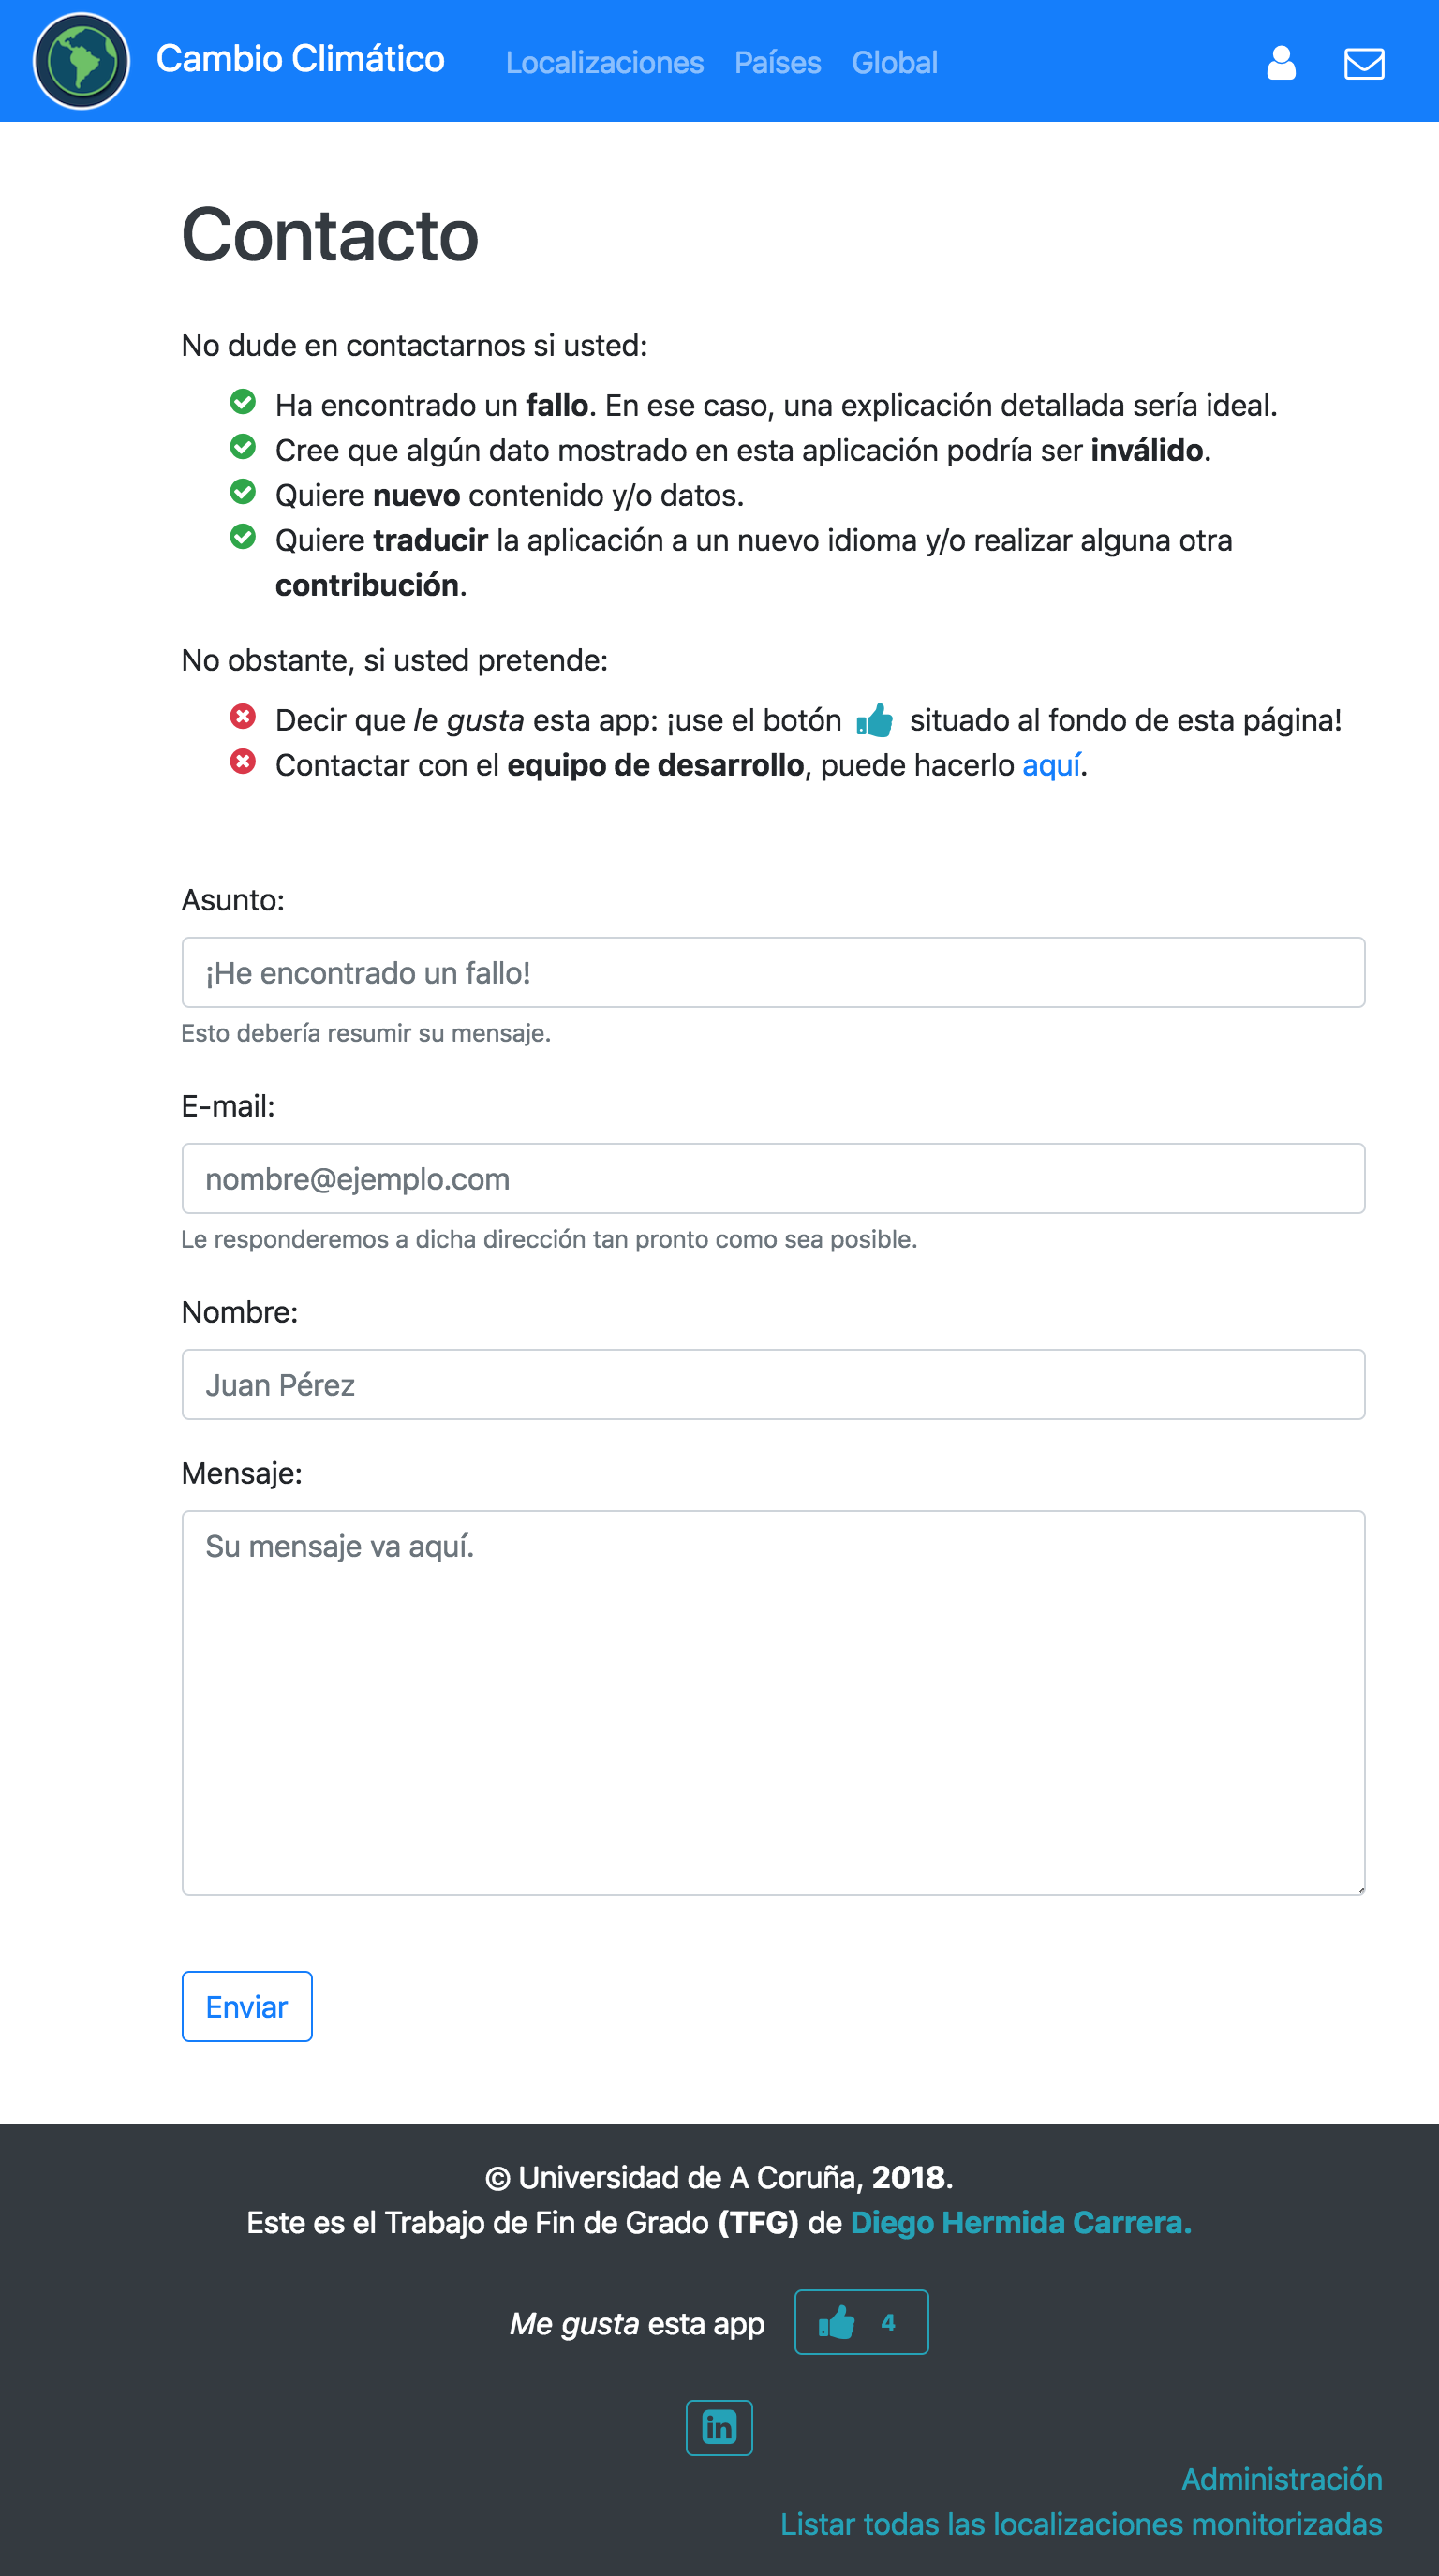 Cambio Climático
Localizaciones Países Global
Contacto
No dude en contactarnos si usted:
Ha encontrado un fallo. En ese caso, una explicación detallada sería ideal.
Cree que algún dato mostrado en esta aplicación podría ser inválido.
Quiere nuevo contenido y/o datos.
Quiere traducir la aplicación a un nuevo idioma y/o realizar alguna otra
contribución.
No obstante, si usted pretende:
Decir que le gusta esta app: ¡use el botón situado al fondo de esta página!
Contactar con el equipo de desarrollo, puede hacerlo aquí.
Asunto:
¡He encontrado un fallo!
Esto debería resumir su mensaje.
E-mail:
nombre@ejemplo.com
Le responderemos a dicha dirección tan pronto como sea posible.
Nombre:
Juan Pérez
Mensaje:
Su mensaje va aquí.
Enviar
© Universidad de A Coruña, 2018.
Este es el Trabajo de Fin de Grado (TFG) de Diego Hermida Carrera.
Me gusta esta app 4
in
Administración
Listar todas las localizaciones monitorizadas